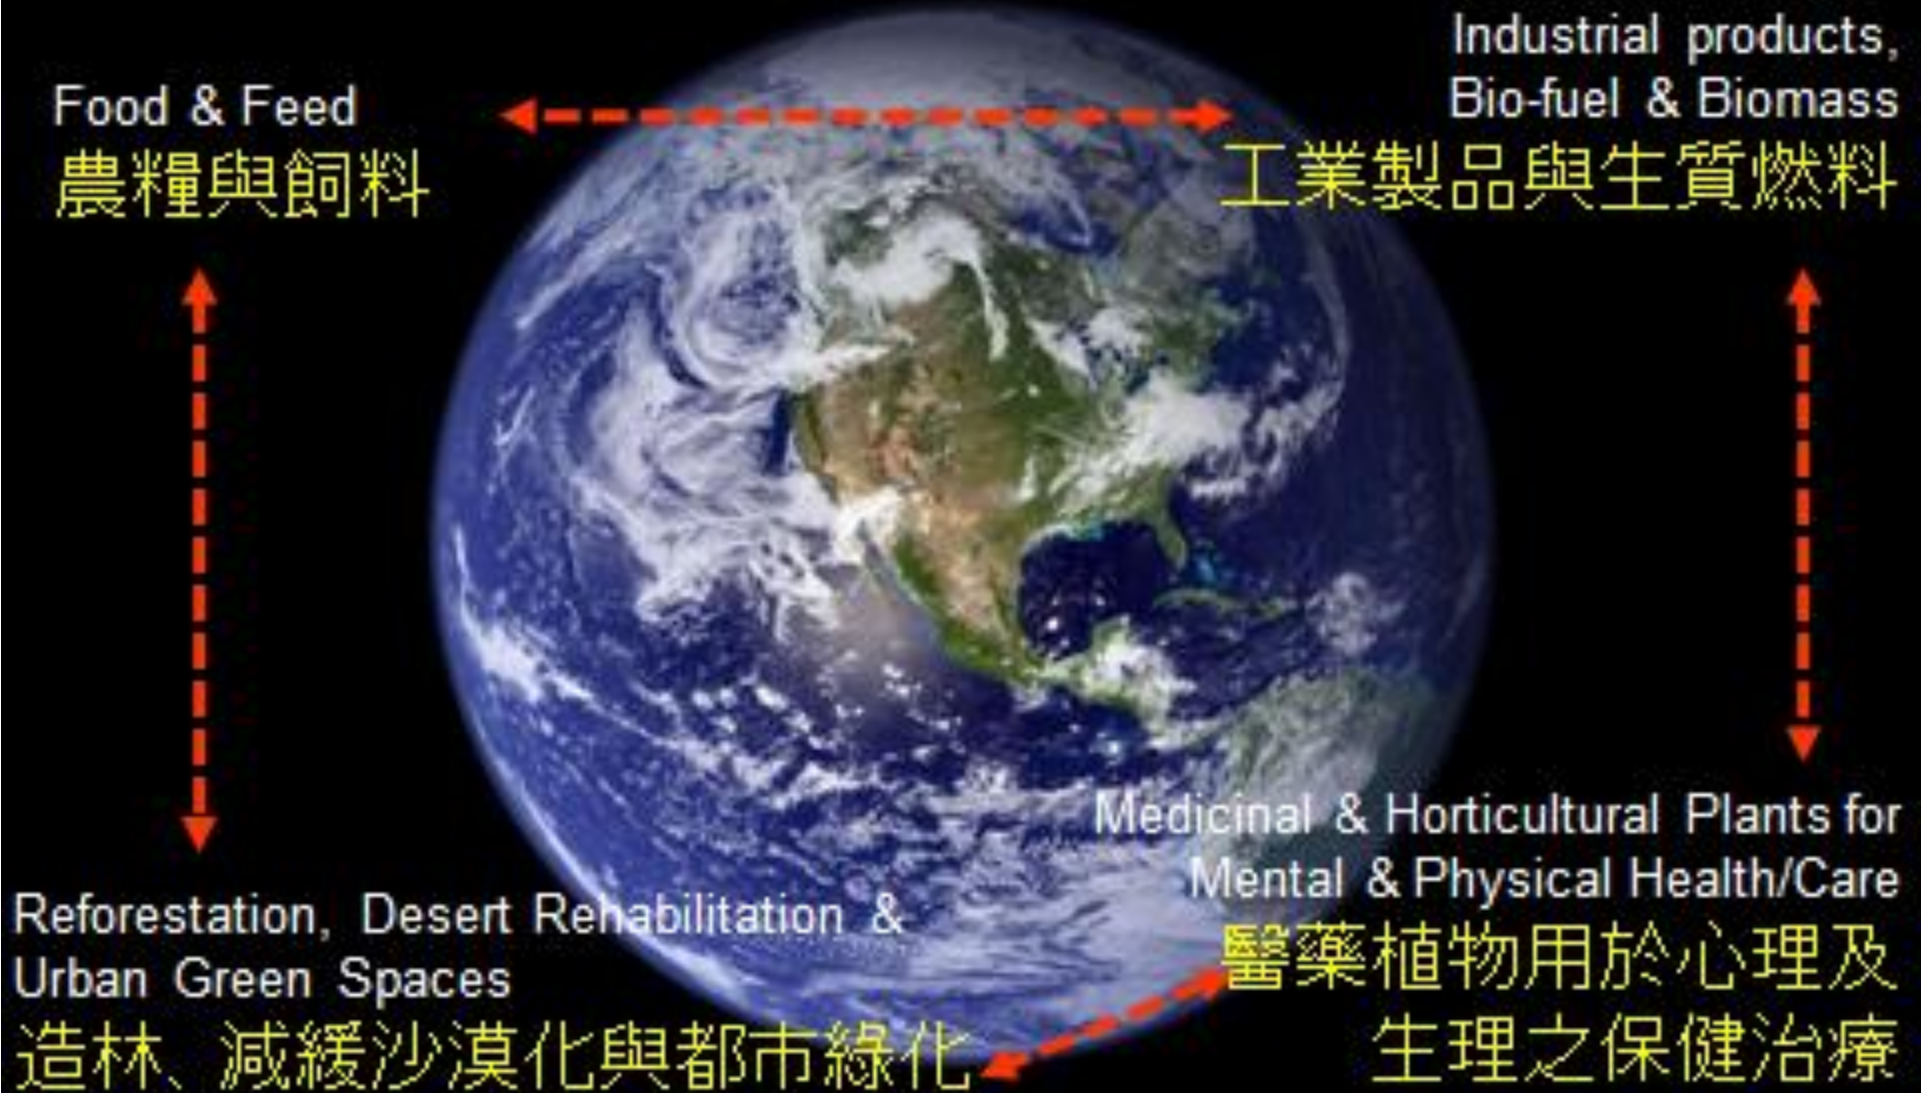 Food & Feed
農糧與飼料
Industrial products,
Bio-fuel & Biomass
工業製品與生質燃料
Reforestation, Desert Rehabilitation &
Urban Green Spaces
造林、減緩沙漠化與都市綠化
Medicinal & Horticultural Plants for
Mental & Physical Health/Care
醫藥植物用於心理及
生理之保健治療